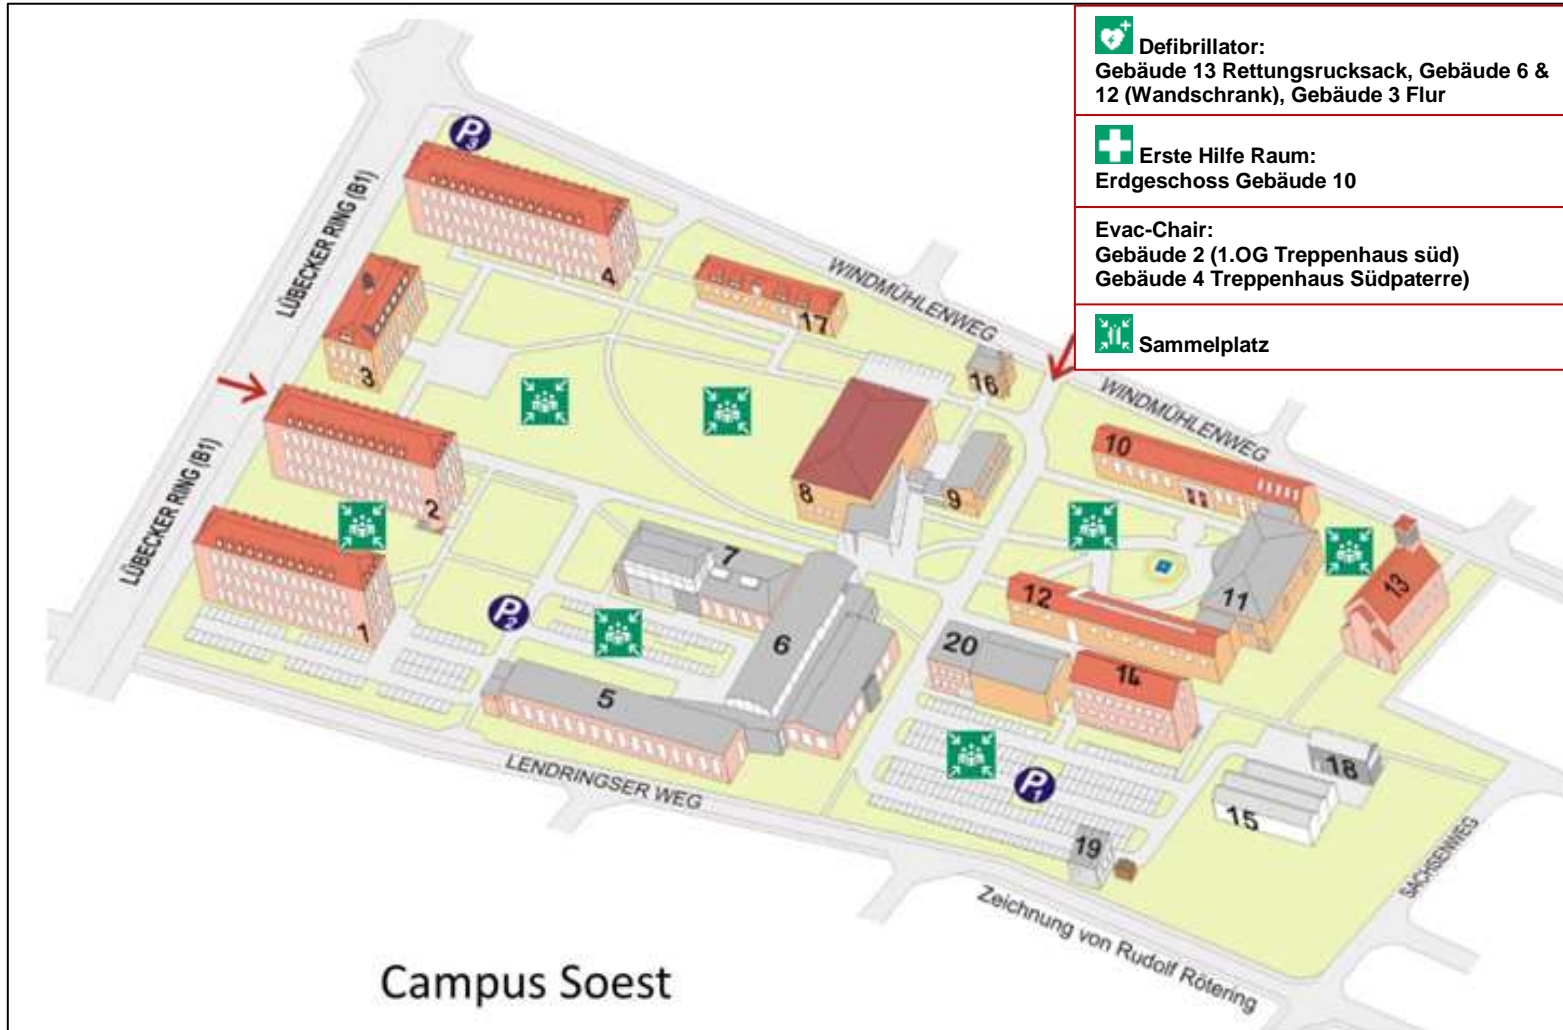 Defibrillator:
Gebäude 13 Rettungsrucksack, Gebäude 6 &
12 (Wandschrank), Gebäude 3 Flur
Erste Hilfe Raum:
Erdgeschoss Gebäude 10
Evac-Chair:
Gebäude 2 (1.OG Treppenhaus süd)
Gebäude 4 Treppenhaus Südpaterre)
Sammelplatz
P3
LÜBECKER RING (B1)
4
WINDMÜHLENWEG
17
3
16
WINDMÜHLENWEG
LÜBECKER RING (B1)
10
2
8
9
7
1
P2
6
12
11
13
20
14
5
LENDRINGSER WEG
P1
18
15
19
SACHSENWEG
Zeichnung von Rudolf Rötering
Campus Soest